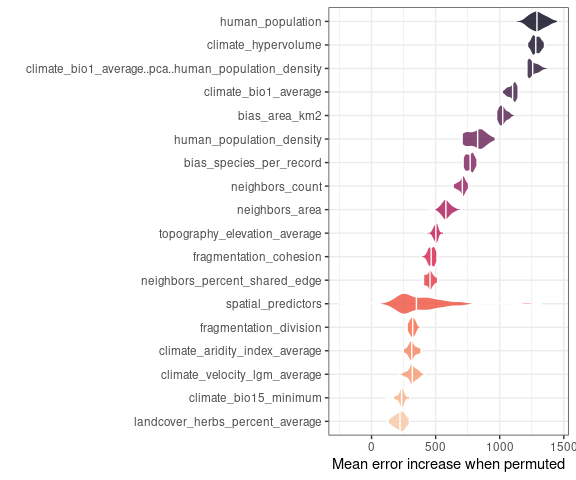 human_population
climate_hypervolume
climate_bio1_average..pca..human_population_density
climate_bio1_average
bias_area_km2
human_population_density
bias_species_per_record
neighbors_count
neighbors_area
topography_elevation_average
fragmentation_cohesion
neighbors_percent_shared_edge
spatial_predictors
fragmentation_division
climate_aridity_index_average
climate_velocity_lgm_average
climate_bio15_minimum
landcover_herbs_percent_average
0 500 1000 1500
Mean error increase when permuted